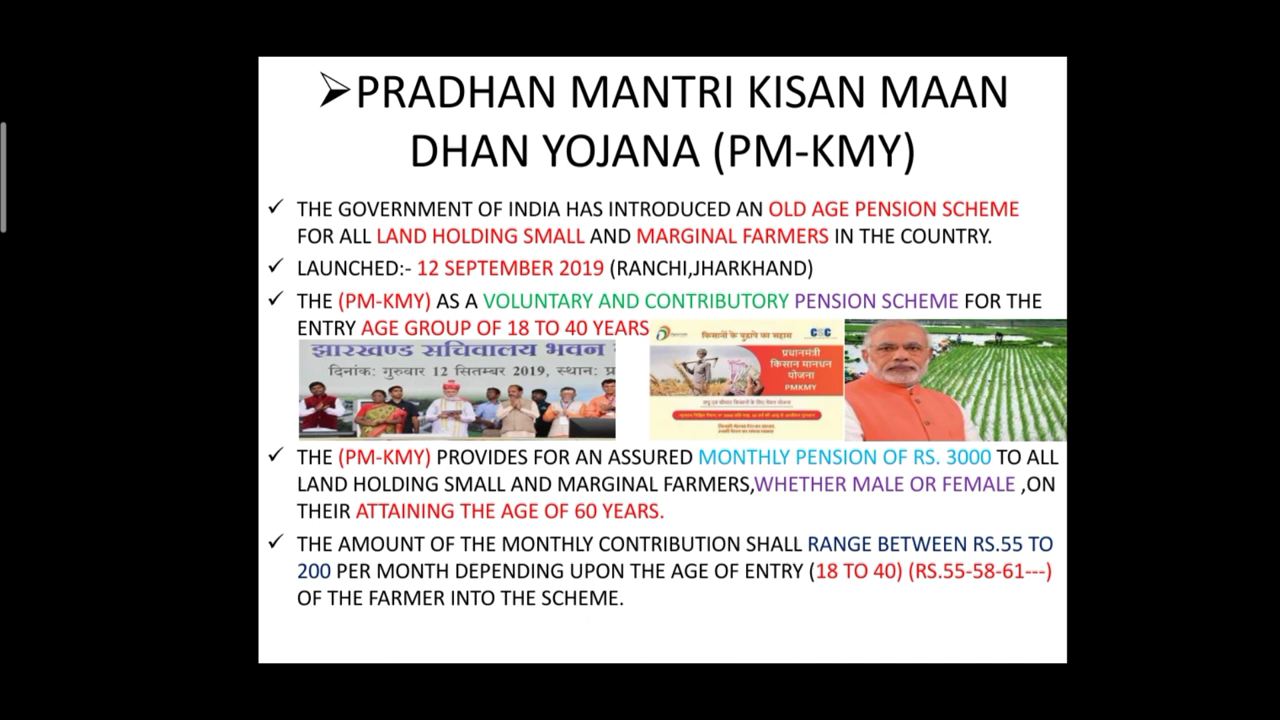 ➢PRADHAN MANTRI KISAN MAAN
DHAN YOJANA (PM-KMY)
✓ THE GOVERNMENT OF INDIA HAS INTRODUCED AN OLD AGE PENSION SCHEME
FOR ALL LAND HOLDING SMALL AND MARGINAL FARMERS IN THE COUNTRY.
✓ LAUNCHED:- 12 SEPTEMBER 2019 (RANCHI,JHARKHAND)
✓ THE (PM-KMY) AS A VOLUNTARY AND CONTRIBUTORY PENSION SCHEME FOR THE
ENTRY AGE GROUP OF 18 TO 40 YEARS
झारखण्ड सचिवालय भवन
दिनांक: गुरुवार 12 सितम्बर 2019, स्थान:
किसानों के बुढ़ापे का सहारा
CSC
प्रधानमंत्री
किसान मानधन
योजना
PMKMY
✓ THE (PM-KMY) PROVIDES FOR AN ASSURED MONTHLY PENSION OF RS. 3000 TO ALL
LAND HOLDING SMALL AND MARGINAL FARMERS,WHETHER MALE OR FEMALE ,ON
THEIR ATTAINING THE AGE OF 60 YEARS.
✓ THE AMOUNT OF THE MONTHLY CONTRIBUTION SHALL RANGE BETWEEN RS.55 TO
200 PER MONTH DEPENDING UPON THE AGE OF ENTRY (18 TO 40) (RS.55-58-61---)
OF THE FARMER INTO THE SCHEME.